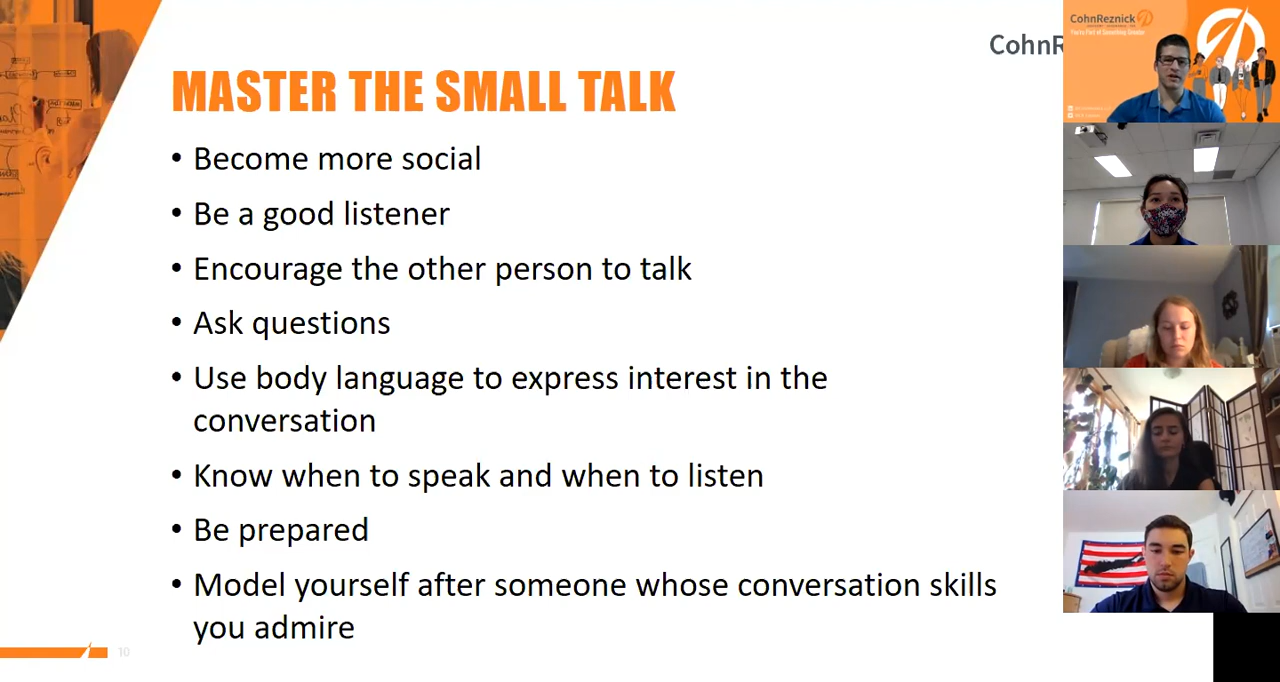 CohnR
MASTER THE SMALL TALK
• Become more social
• Be a good listener
• Encourage the other person to talk
• Ask questions
• Use body language to express interest in the
conversation
• Know when to speak and when to listen
• Be prepared
• Model yourself after someone whose conversation skills
you admire
10
CohnReznick